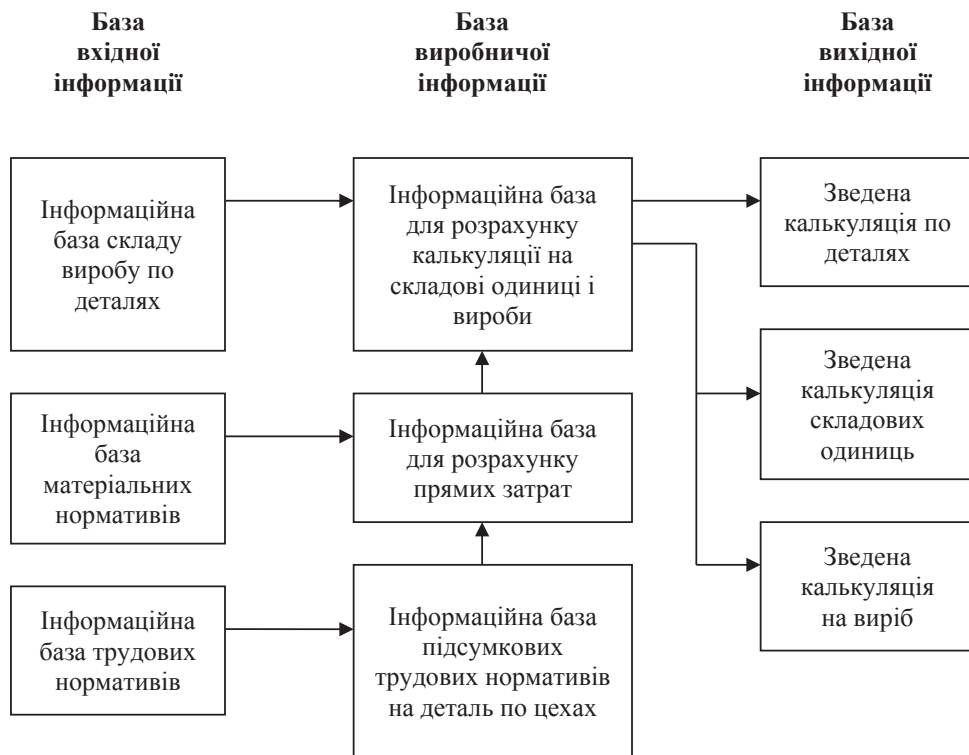 База
вхідної
інформації
База
виробничої
інформації
База
вихідної
інформації
Інформаційна
база складу
виробу по
деталях
Інформаційна база
для розрахунку
калькуляції на
складові одиниці і
вироби
Зведена
калькуляція по
деталях
Інформаційна
база
матеріальних
нормативів
Інформаційна база
для розрахунку
прямих затрат
Зведена
калькуляція
складових
одиниць
Інформаційна
база трудових
нормативів
Інформаційна база
підсумкових
трудових нормативів
на деталь по цехах
Зведена
калькуляція
на виріб